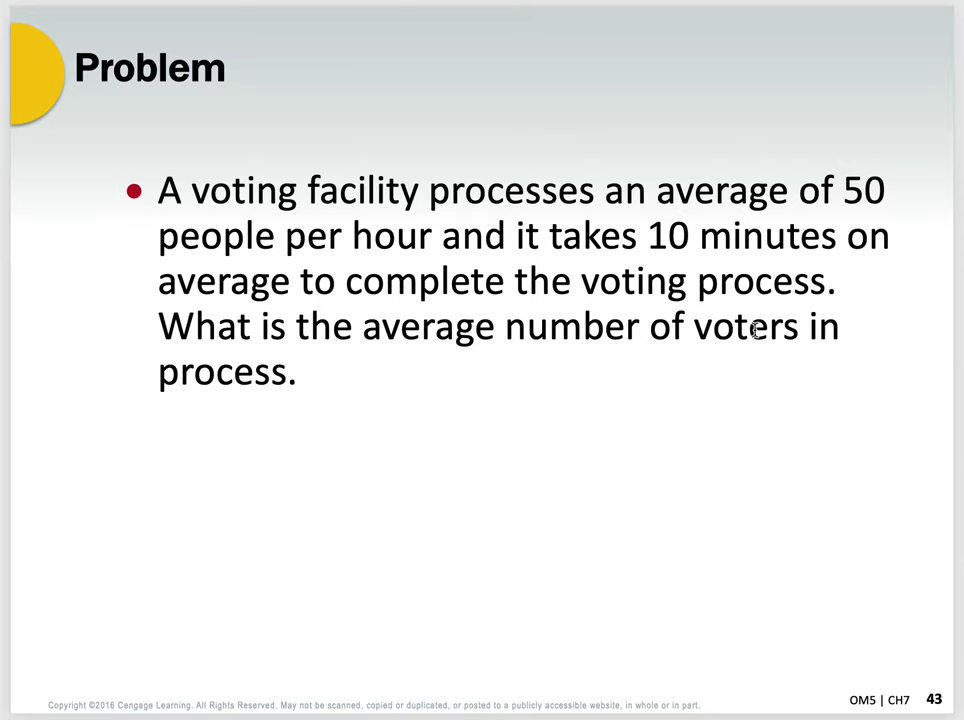 Problem
• A voting facility processes an average of 50
people per hour and it takes 10 minutes on
average to complete the voting process.
What is the average number of voters in
process.
Copyright ©2016 Cengage Learning. All Rights Reserved. May not be scanned, copied or duplicated, or posted to a publicly accessible website, in whole or in part.
OM5 | CH7 43